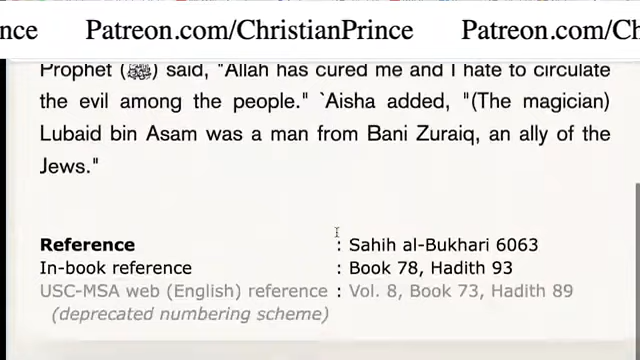 nce Patreon.com/ChristianPrince Patreon.com/Ch
Prophet (ﷺ) said, "Allah has cured me and I hate to circulate
the evil among the people." `Aisha added, "(The magician)
Lubaid bin Asam was a man from Bani Zuraiq, an ally of the
Jews."
Reference : Sahih al-Bukhari 6063
In-book reference : Book 78, Hadith 93
USC-MSA web (English) reference : Vol. 8, Book 73, Hadith 89
(deprecated numbering scheme)